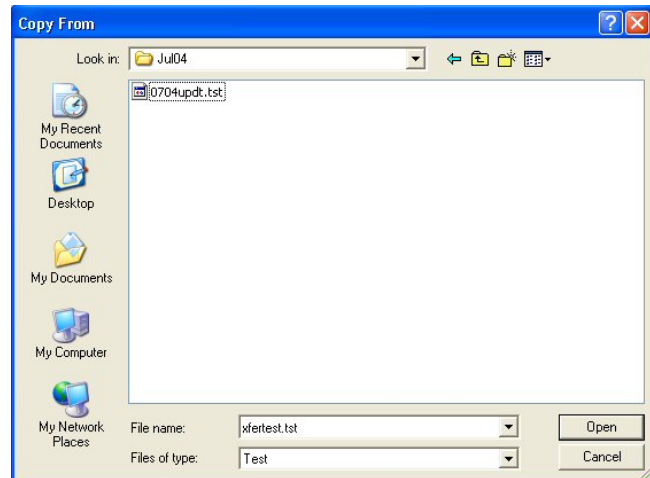 Copy From
Look in:
Jul04
0704updt.tst
My Recent
Documents
Desktop
My Documents
My Computer
My Network
Places
File name:
xfertest.tst
Open
Files of type:
Test
Cancel